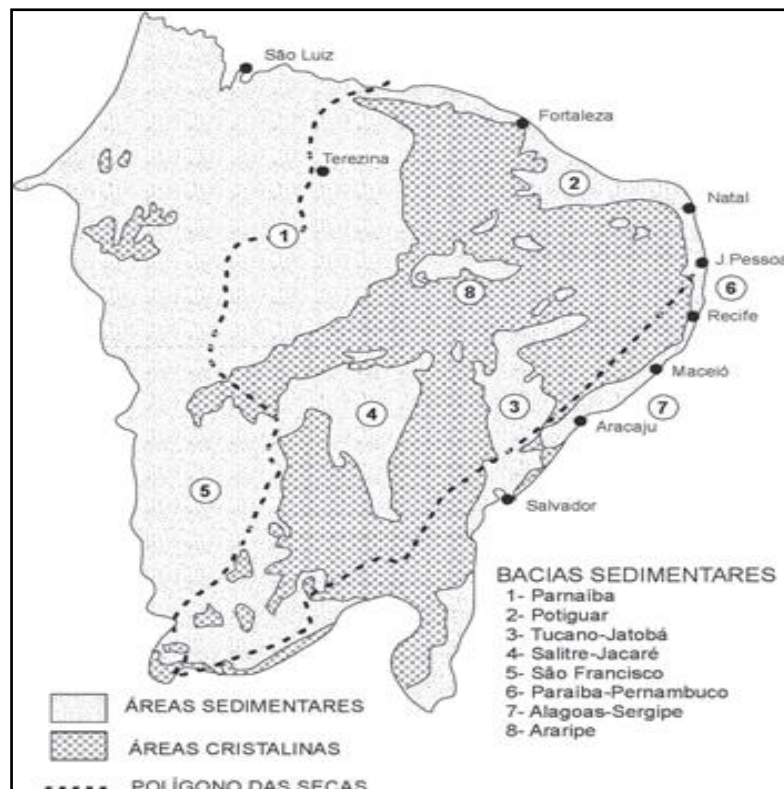 São Luiz
Fortaleza
Terezina
2
Natal
1
J.Pessoa
8
6
Recife
Maceió
4
3
7
Aracaju
5
Salvador
BACIAS SEDIMENTARES
1- Parnaíba
2- Potiguar
3- Tucano-Jatobá
4- Salitre-Jacaré
5- São Francisco
6- Paraíba-Pernambuco
7- Alagoas-Sergipe
8- Araripe
ÁREAS SEDIMENTARES
ÁREAS CRISTALINAS
POLÍGONO DAS SECAS